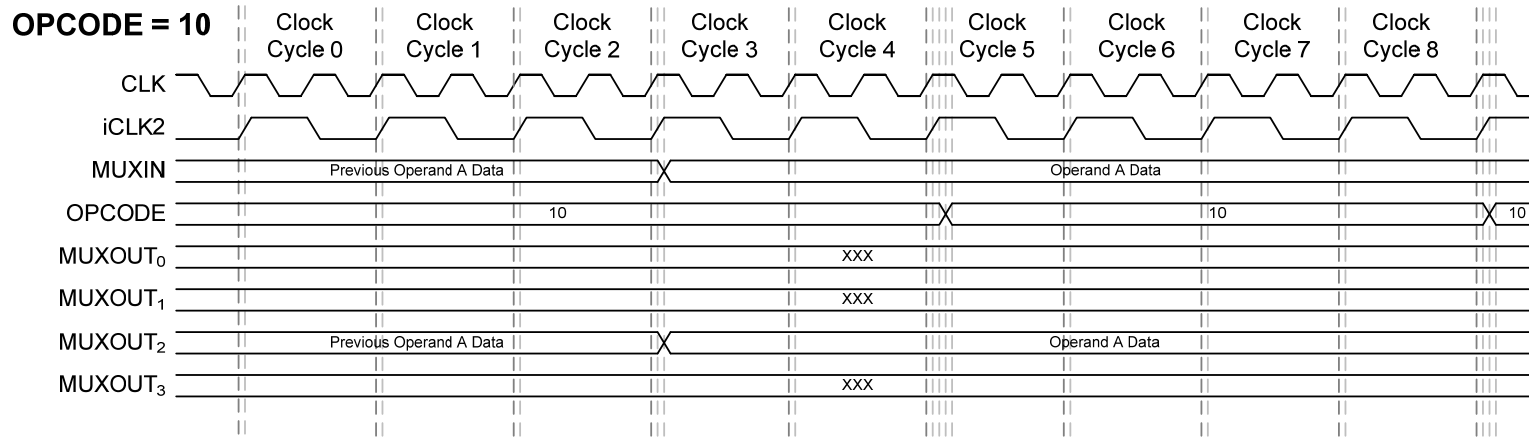 OPCODE = 10
Clock Cycle 0
Clock Cycle 1
Clock Cycle 2
Clock Cycle 3
Clock Cycle 4
Clock Cycle 5
Clock Cycle 6
Clock Cycle 7
Clock Cycle 8
CLK
iCLK2
MUXIN Previous Operand A Data Operand A Data
OPCODE 10 10 10
MUXOUT₀ XXX
MUXOUT₁ XXX
MUXOUT₂ Previous Operand A Data Operand A Data
MUXOUT₃ XXX